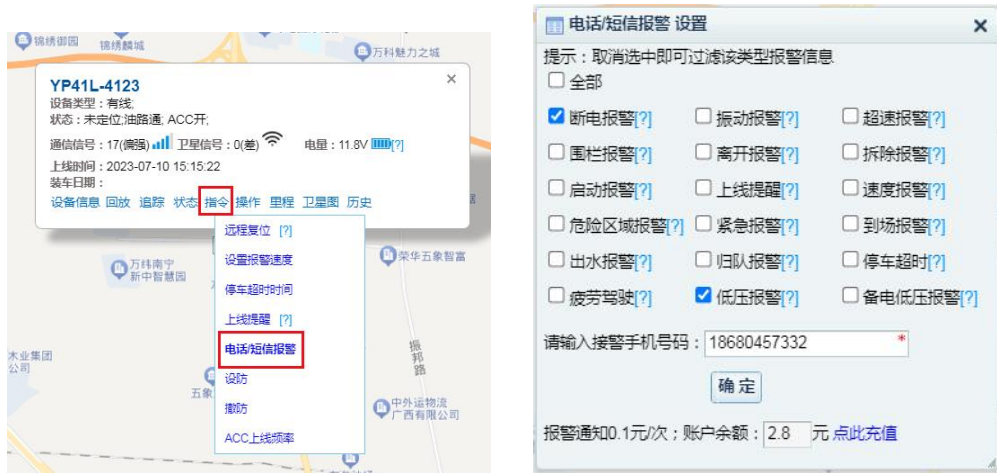 锦绣御园
锦绣麟城
万科魅力之城
YP41L-4123
×
设备类型：有线;
状态：未定位;油路通; ACC开;
通信信号：17(偏强) 卫星信号：0(差) 电量：11.8V [?]
上线时间：2023-07-10 15:15:22
装车日期：
设备信息 回放 追踪 状态 指令 操作 里程 卫星图 历史
远程复位 [?]
设置报警速度
停车超时时间
上线提醒 [?]
电话/短信报警
设防
撤防
ACC上线频率
万纬南宁
新中智慧园
荣华五象智富
木业集团
公司
五象
振邦路
中外运物流
广西有限公司
电话/短信报警 设置
×
提示：取消选中即可过滤该类型报警信息
全部
断电报警[?] 振动报警[?] 超速报警[?]
围栏报警[?] 离开报警[?] 拆除报警[?]
启动报警[?] 上线提醒[?] 速度报警[?]
危险区域报警[?] 紧急报警[?] 到场报警[?]
出水报警[?] 归队报警[?] 停车超时[?]
疲劳驾驶[?] 低压报警[?] 备电低压报警[?]
请输入接警手机号码：18680457332 *
确 定
报警通知0.1元/次；账户余额：2.8 元 点此充值